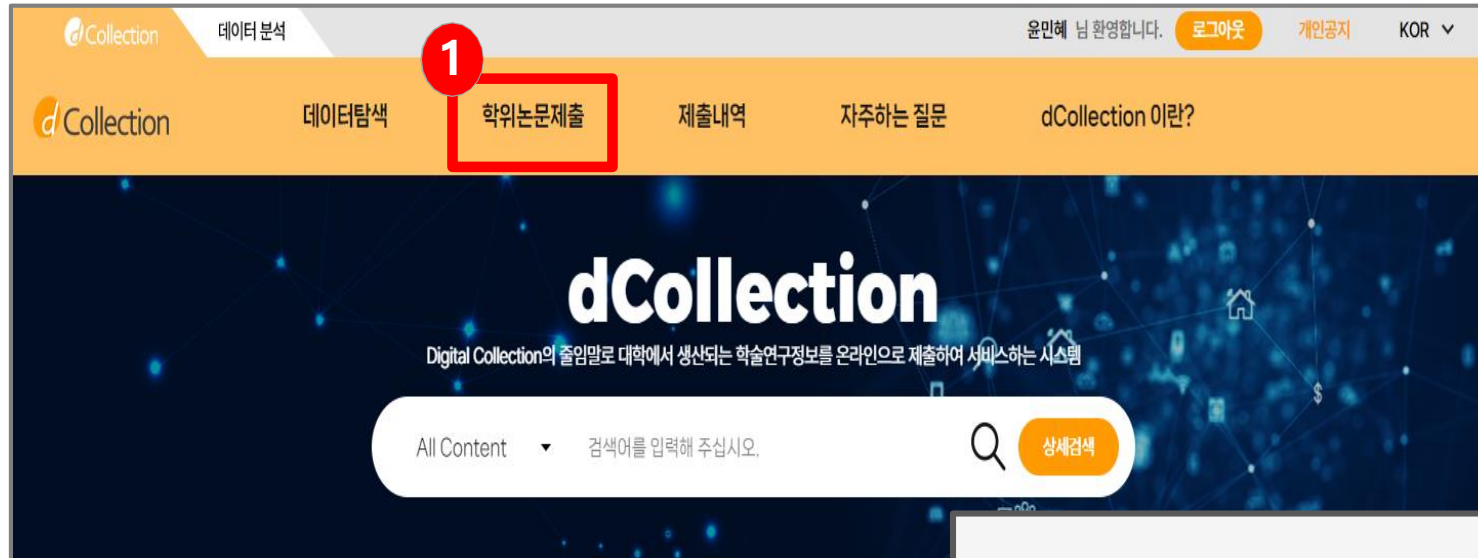 dCollection 데이터 분석 윤민혜 님 환영합니다. 로그아웃 개인공지 KOR
1
dCollection 데이터탐색 학위논문제출 제출내역 자주하는 질문 dCollection 이란?
dCollection
Digital Collection의 줄임말로 대학에서 생산되는 학술연구정보를 온라인으로 제출하여 서비스하는 시스템
All Content 검색어를 입력해 주십시오. 상세검색